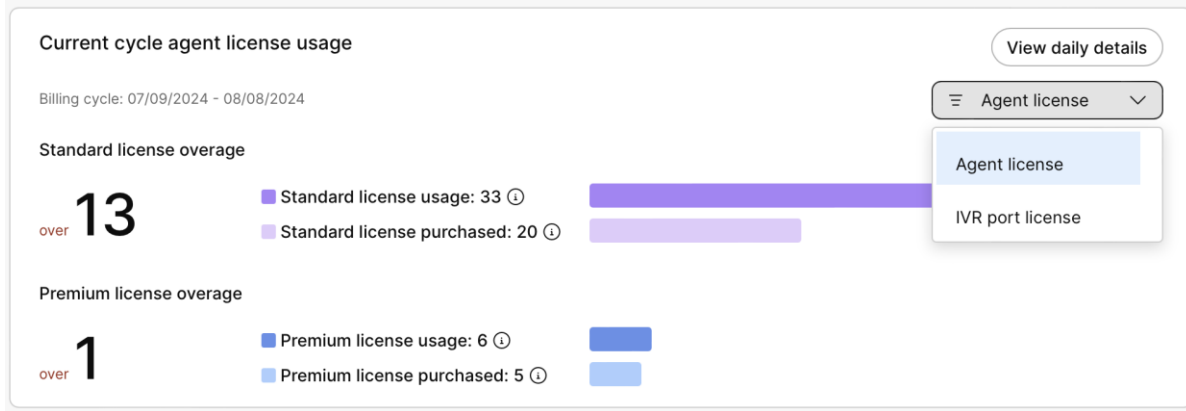 Current cycle agent license usage
View daily details
Billing cycle: 07/09/2024 - 08/08/2024
Agent license
Agent license
IVR port license
Standard license overage
over 13
Standard license usage: 33
Standard license purchased: 20
Premium license overage
over 1
Premium license usage: 6
Premium license purchased: 5